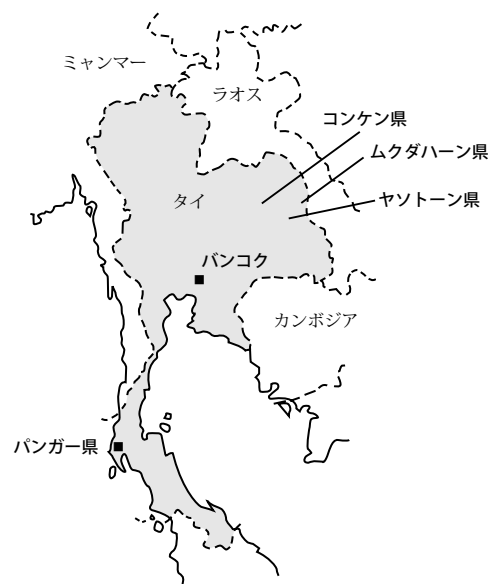 ミャンマー
ラオス
コンケン県
ムクダハーン県
タイ
ヤソトーン県
バンコク
カンボジア
パンガー県